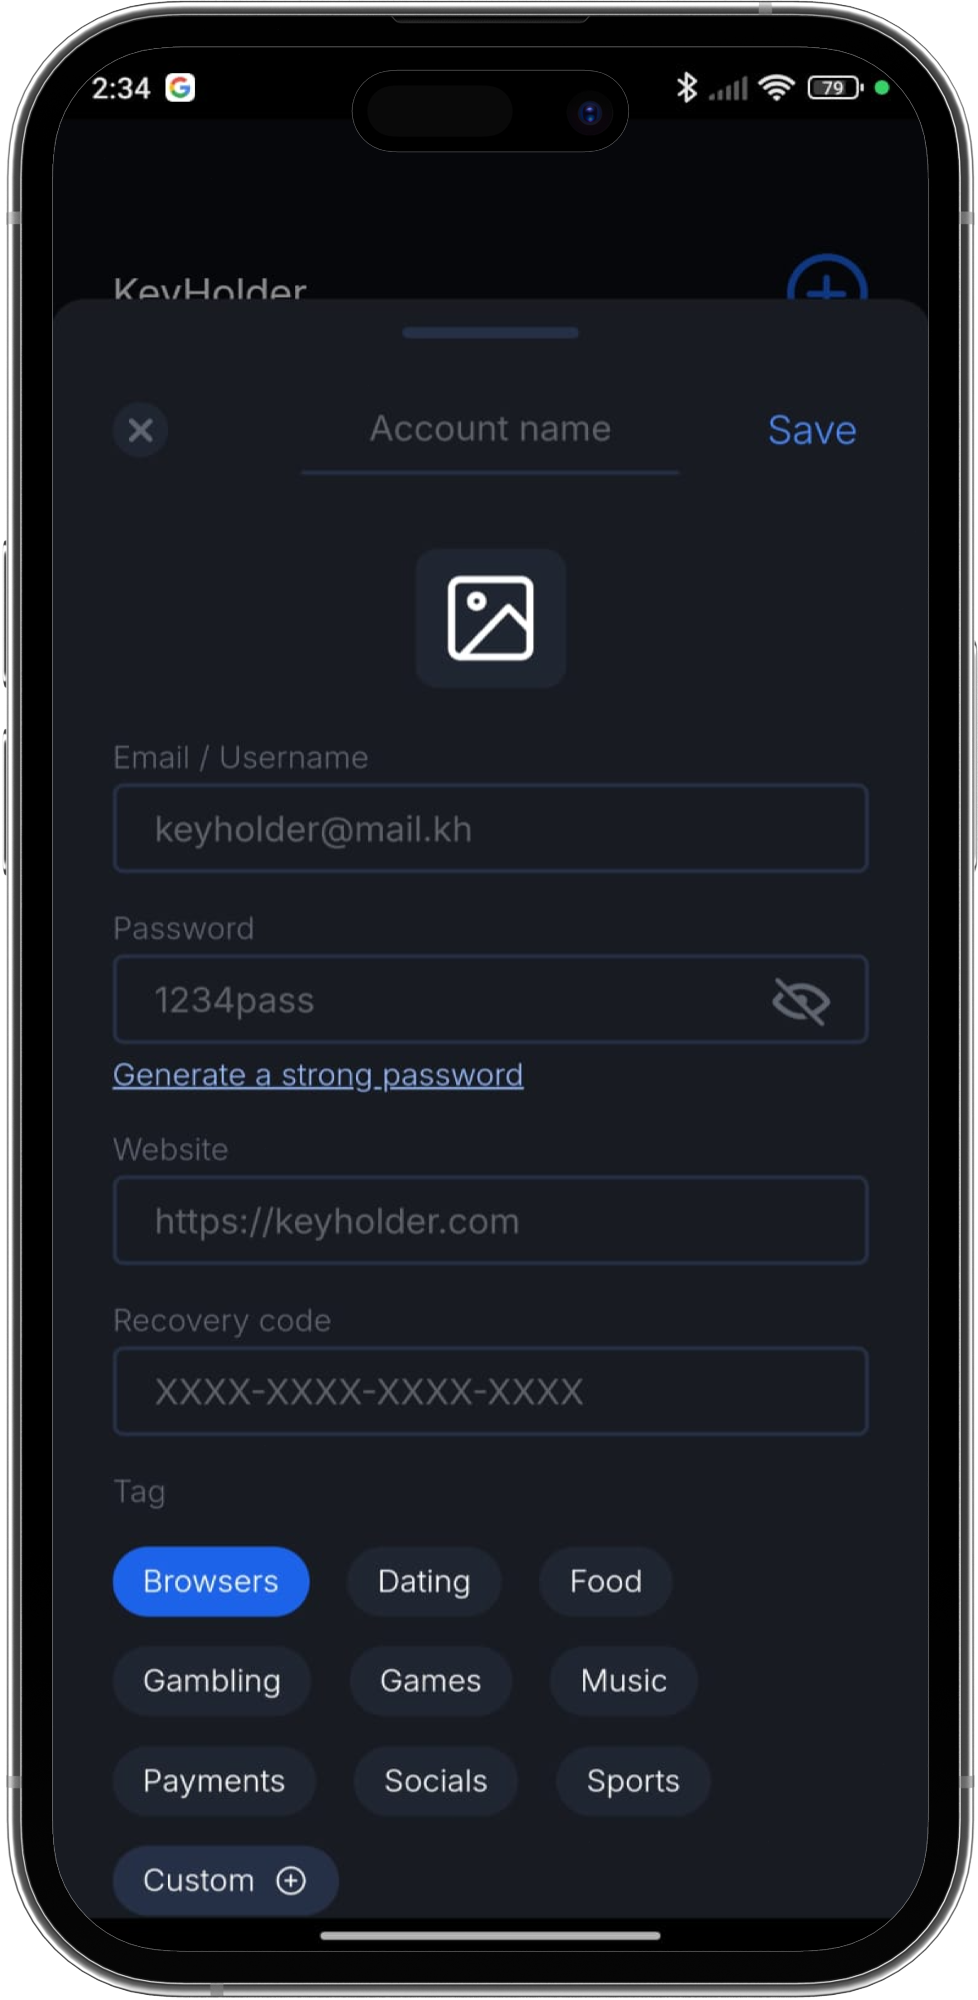 2:34 79
KeyHolder
Account name Save
Email / Username
keyholder@mail.kh
Password
1234pass
Generate a strong password
Website
https://keyholder.com
Recovery code
XXXX-XXXX-XXXX-XXXX
Tag
Browsers Dating Food
Gambling Games Music
Payments Socials Sports
Custom